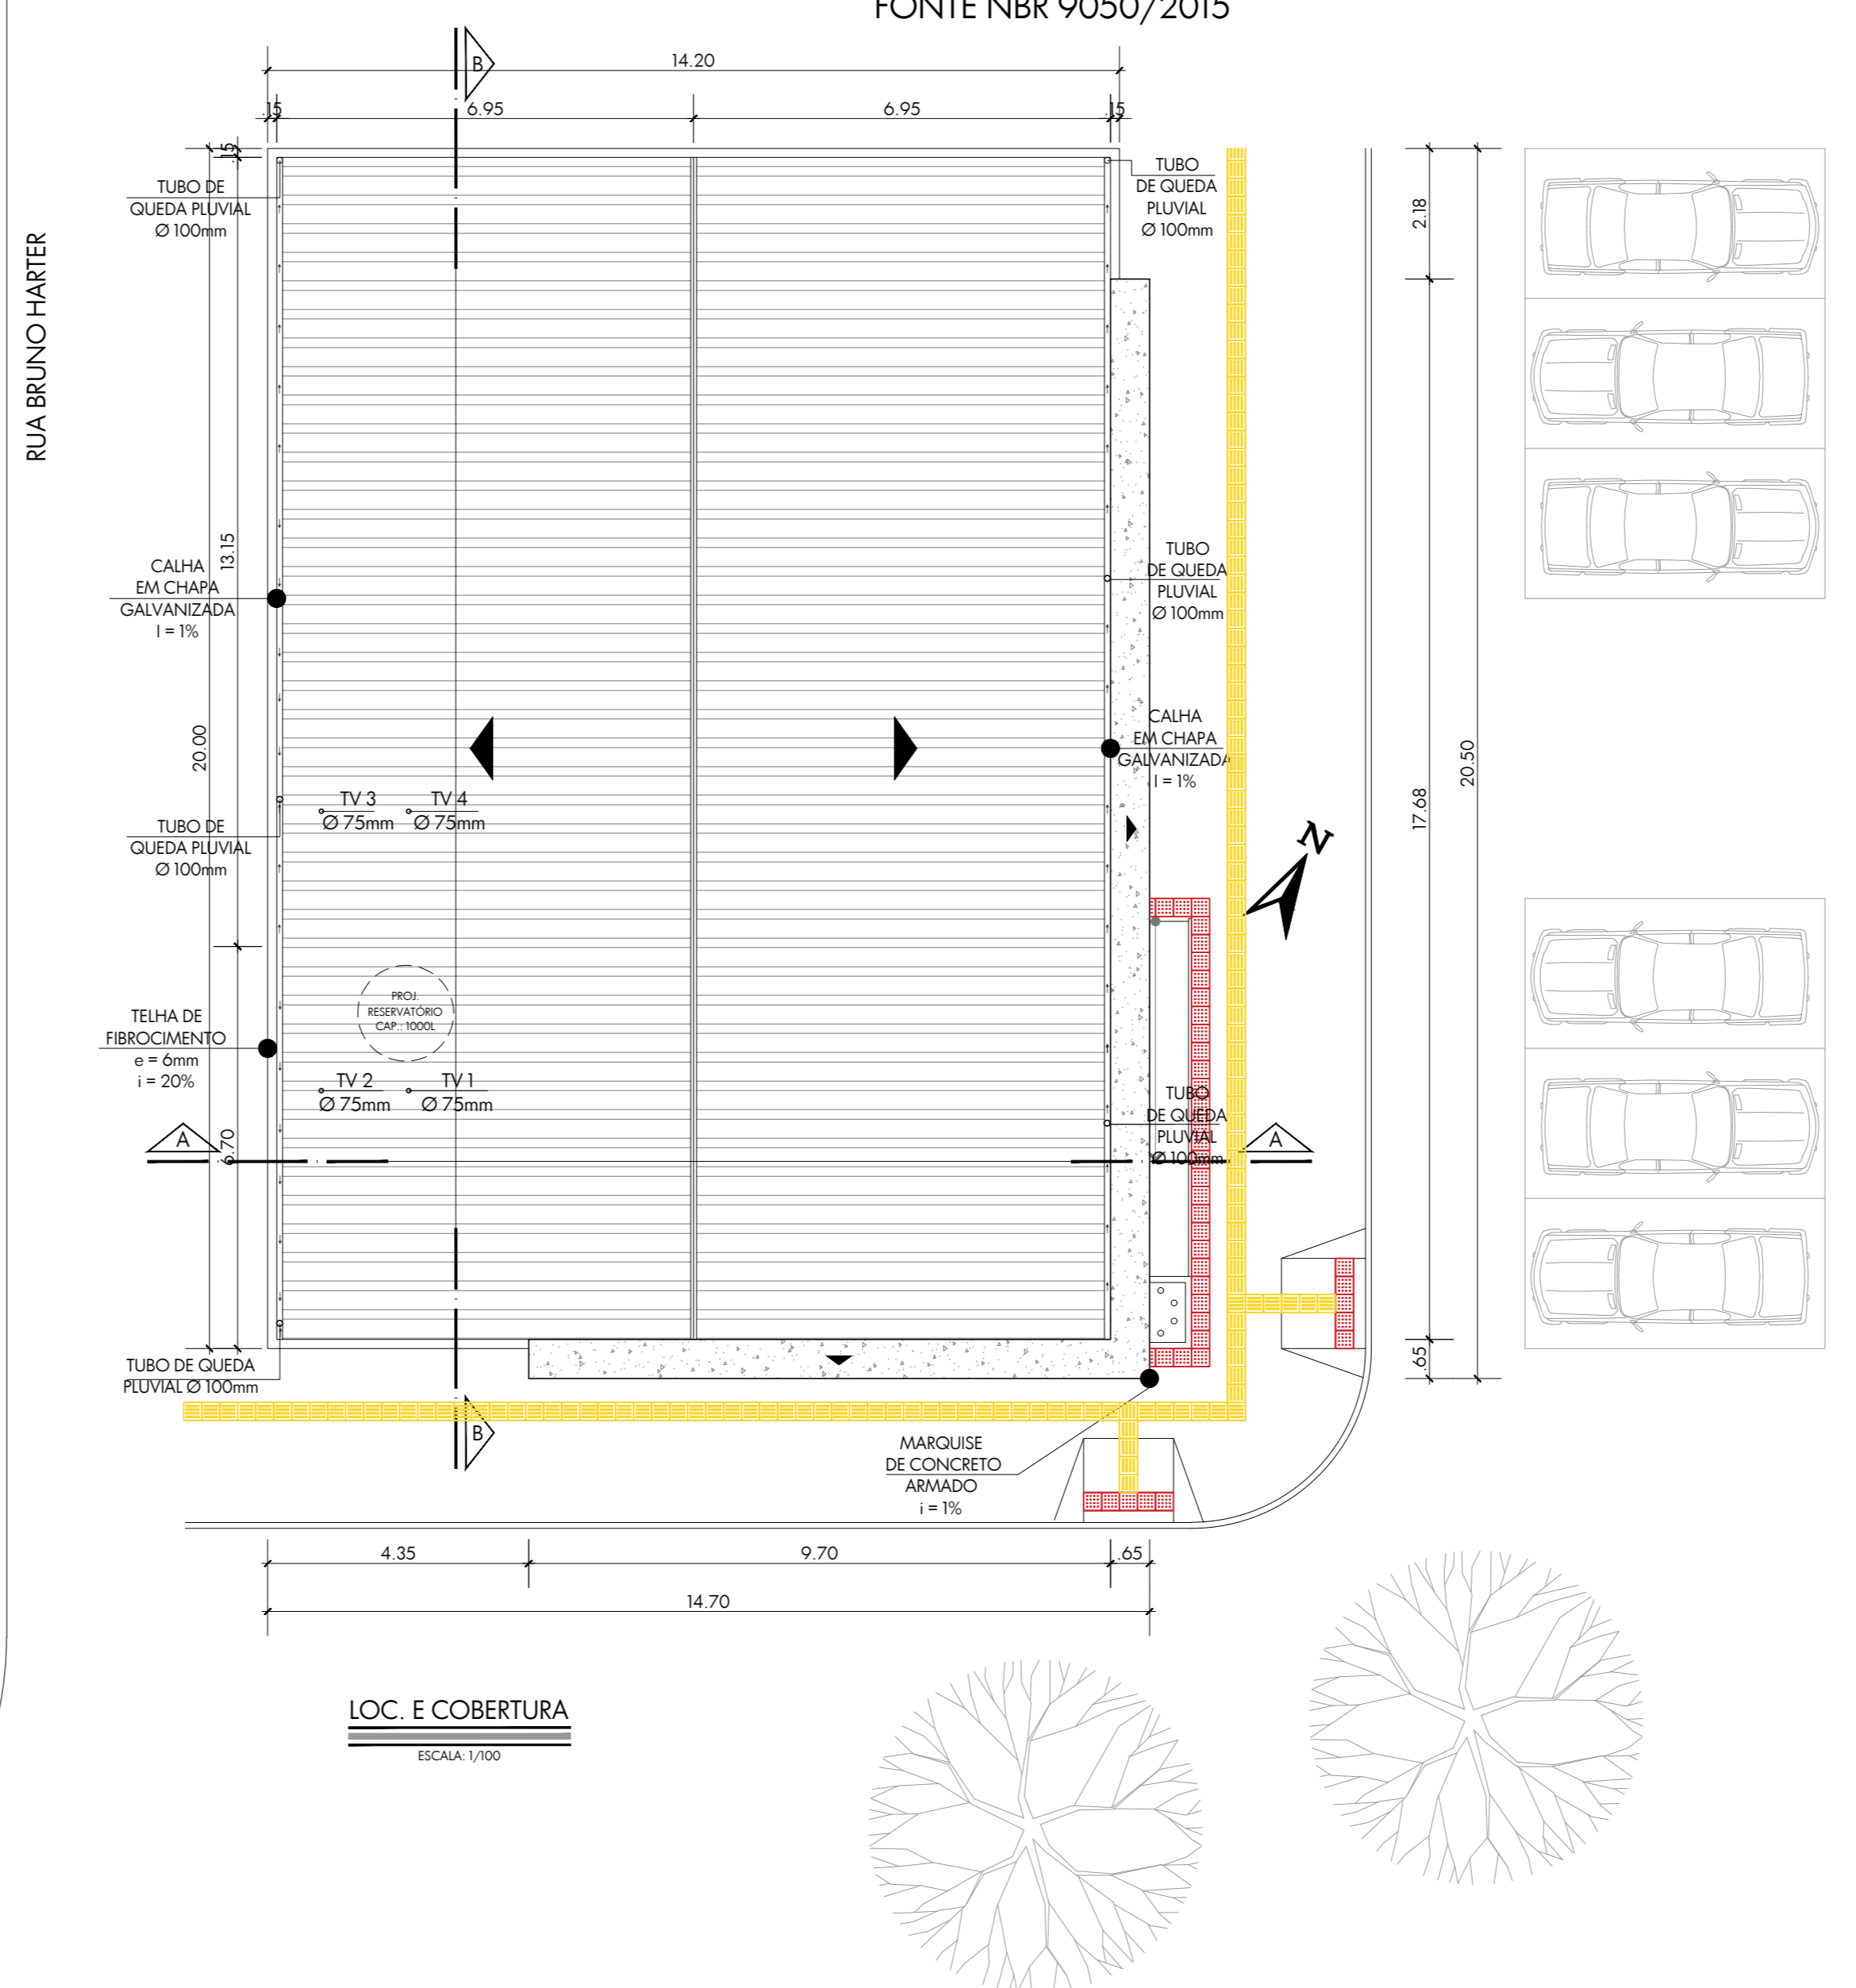 FONTE NBR 9050/2015
14.20
B
.15
6.95
6.95
.15
.15
TUBO DE
QUEDA PLUVIAL
Ø 100mm
TUBO
DE QUEDA
PLUVIAL
Ø 100mm
2.18
RUA BRUNO HARTER
13.15
CALHA
EM CHAPA
GALVANIZADA
I = 1%
TUBO
DE QUEDA
PLUVIAL
Ø 100mm
20.00
CALHA
EM CHAPA
GALVANIZADA
I = 1%
20.50
17.68
TV 3
Ø 75mm
TV 4
Ø 75mm
TUBO DE
QUEDA PLUVIAL
Ø 100mm
N
PROJ.
RESERVATÓRIO
CAP.: 1000L
TELHA DE
FIBROCIMENTO
e = 6mm
i = 20%
TV 2
Ø 75mm
TV 1
Ø 75mm
TUBO
DE QUEDA
PLUVIAL
Ø 100mm
A
6.70
A
.65
TUBO DE QUEDA
PLUVIAL Ø 100mm
B
MARQUISE
DE CONCRETO
ARMADO
i = 1%
4.35
9.70
.65
14.70
LOC. E COBERTURA
ESCALA: 1/100